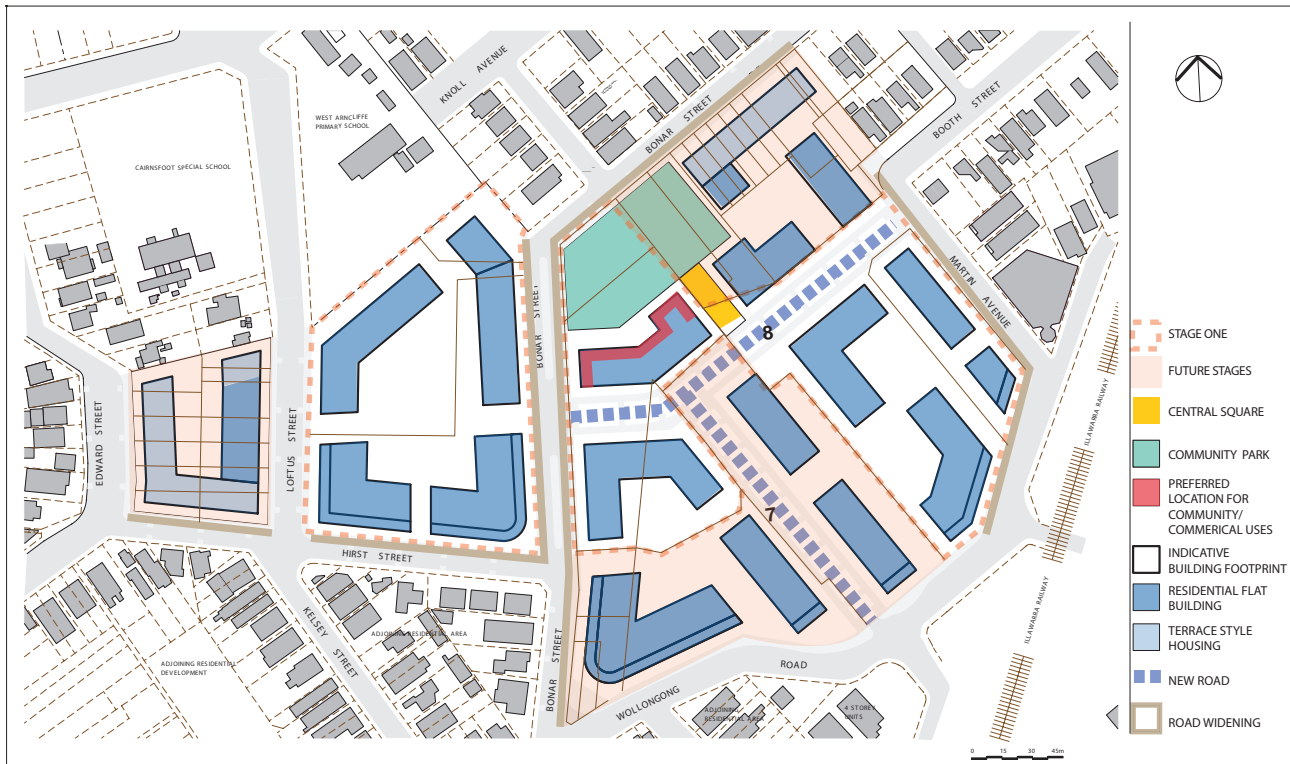 KNOLL AVENUE
BONAR STREET
BOOTH STREET
WEST ARNCLIFFE
PRIMARY SCHOOL
CAIRNSFOOT SPECIAL SCHOOL
MARTIN AVENUE
BONAR STREET
8
EDWARD STREET
LOFTUS STREET
ILLAWARRA RAILWAY
7
HIRST STREET
KELSEY STREET
ADJOINING RESIDENTIAL AREA
ADJOINING RESIDENTIAL
DEVELOPMENT
BONAR STREET
WOLLONGONG ROAD
ILLAWARRA RAILWAY
ADJOINING
RESIDENTIAL AREA
4 STOREY
UNITS
0 15 30 45m
STAGE ONE
FUTURE STAGES
CENTRAL SQUARE
COMMUNITY PARK
PREFERRED
LOCATION FOR
COMMUNITY/
COMMERICAL USES
INDICATIVE
BUILDING FOOTPRINT
RESIDENTIAL FLAT
BUILDING
TERRACE STYLE
HOUSING
NEW ROAD
ROAD WIDENING